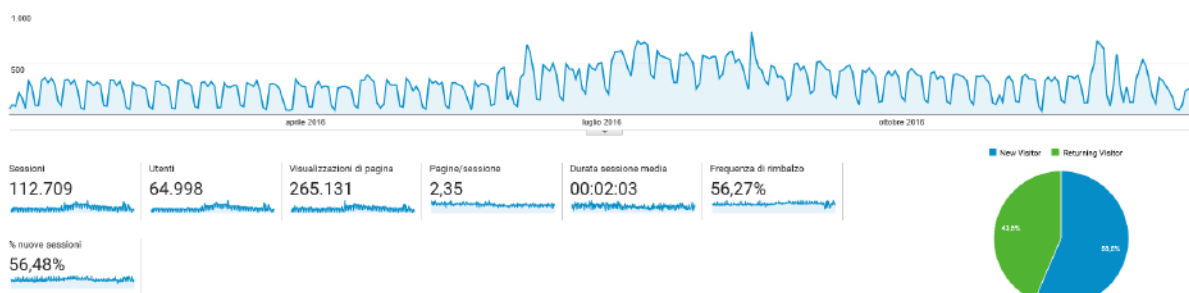 1.000
500
aprile 2016
luglio 2016
ottobre 2016
New Visitor
Returning Visitor
Sessioni
Utenti
Visualizzazioni di pagina
Pagine/sessione
Durata sessione media
Frequenza di rimbalzo
112.709
64.998
265.131
2,35
00:02:03
56,27%
% nuove sessioni
56,48%